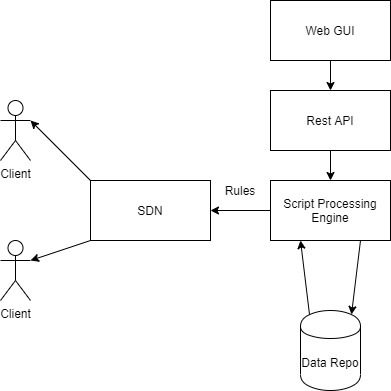 Web GUI
Rest API
Client
Rules
SDN
Script Processing
Engine
Client
Data Repo